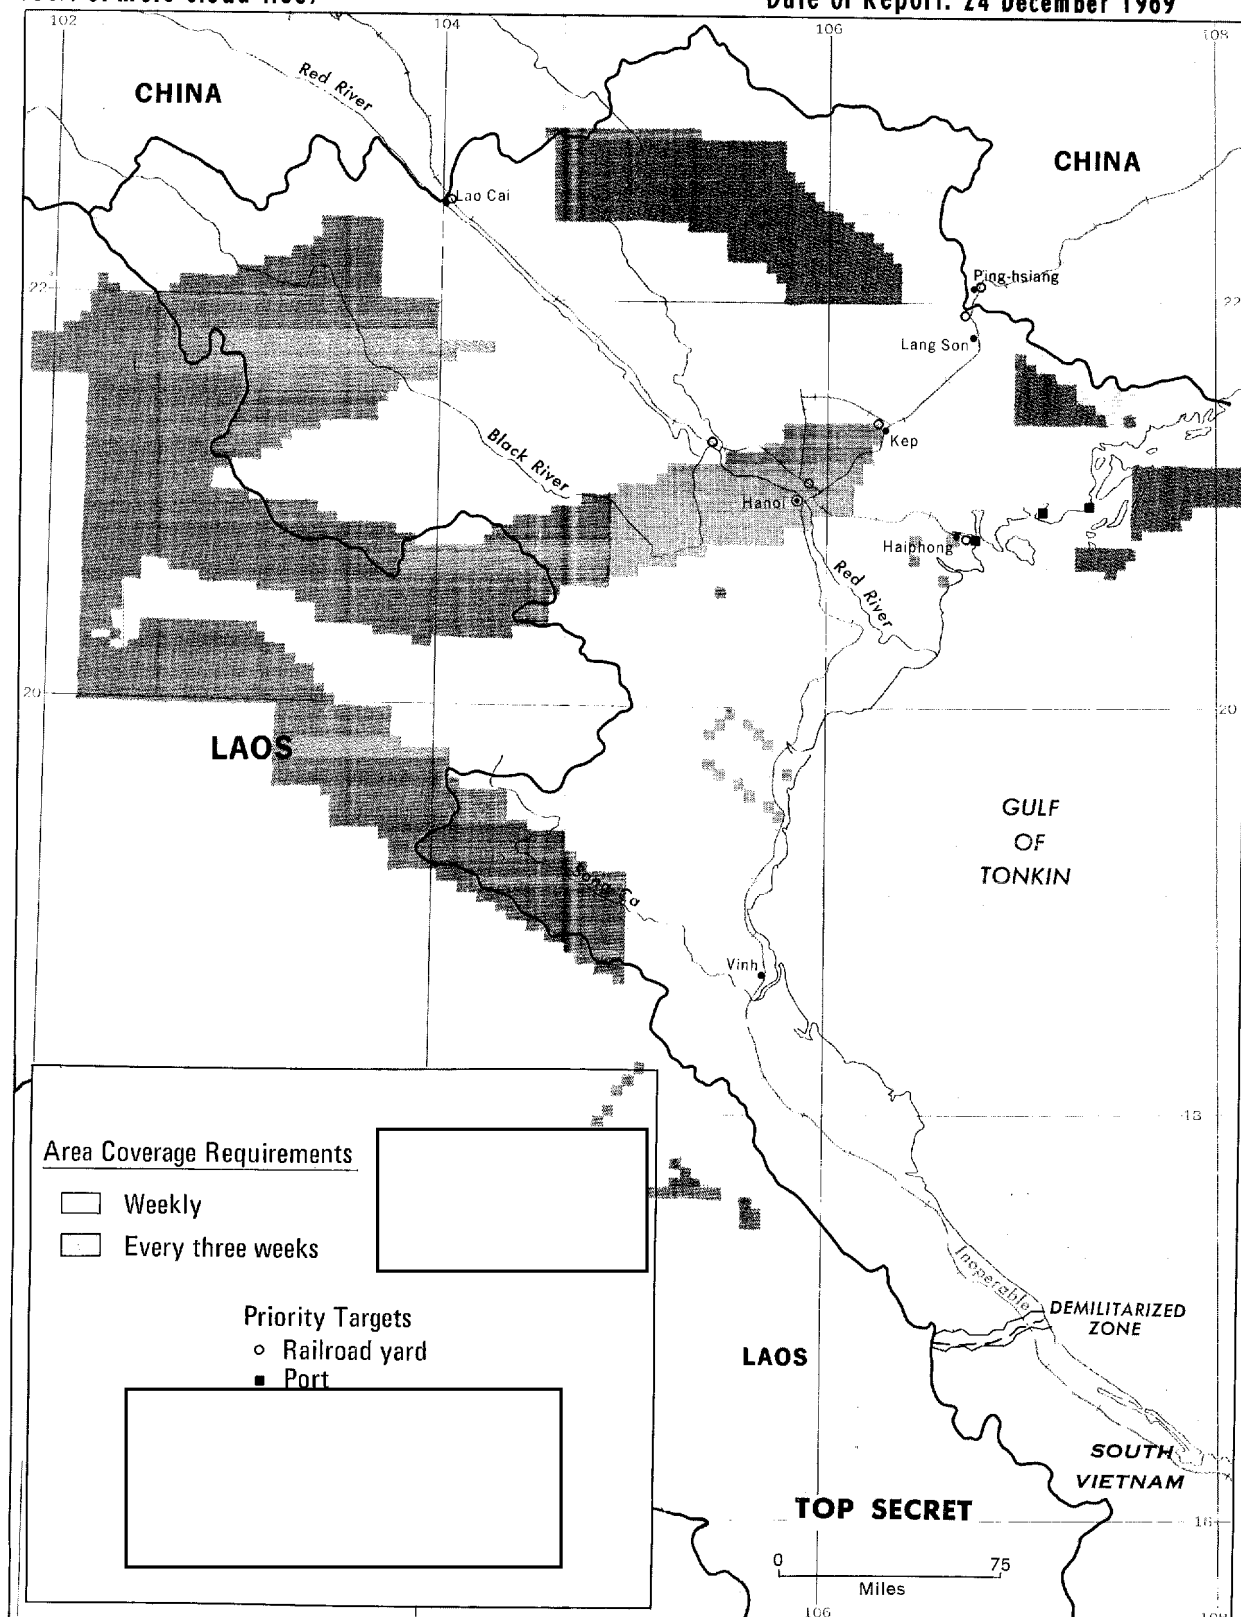 Date of Report: 24 December 1969
102
104
106
108
CHINA
Red River
CHINA
Lao Cai
Ping-hsiang
22
22
Lang Son
Kep
Black River
Hanoi
Haiphong
Red River
20
20
LAOS
GULF
OF
TONKIN
Song Ca
Vinh
18
Area Coverage Requirements
Weekly
Every three weeks
Priority Targets
Railroad yard
Port
Inoperable
DEMILITARIZED
ZONE
LAOS
SOUTH
VIETNAM
TOP SECRET
16
0
75
Miles
106
108